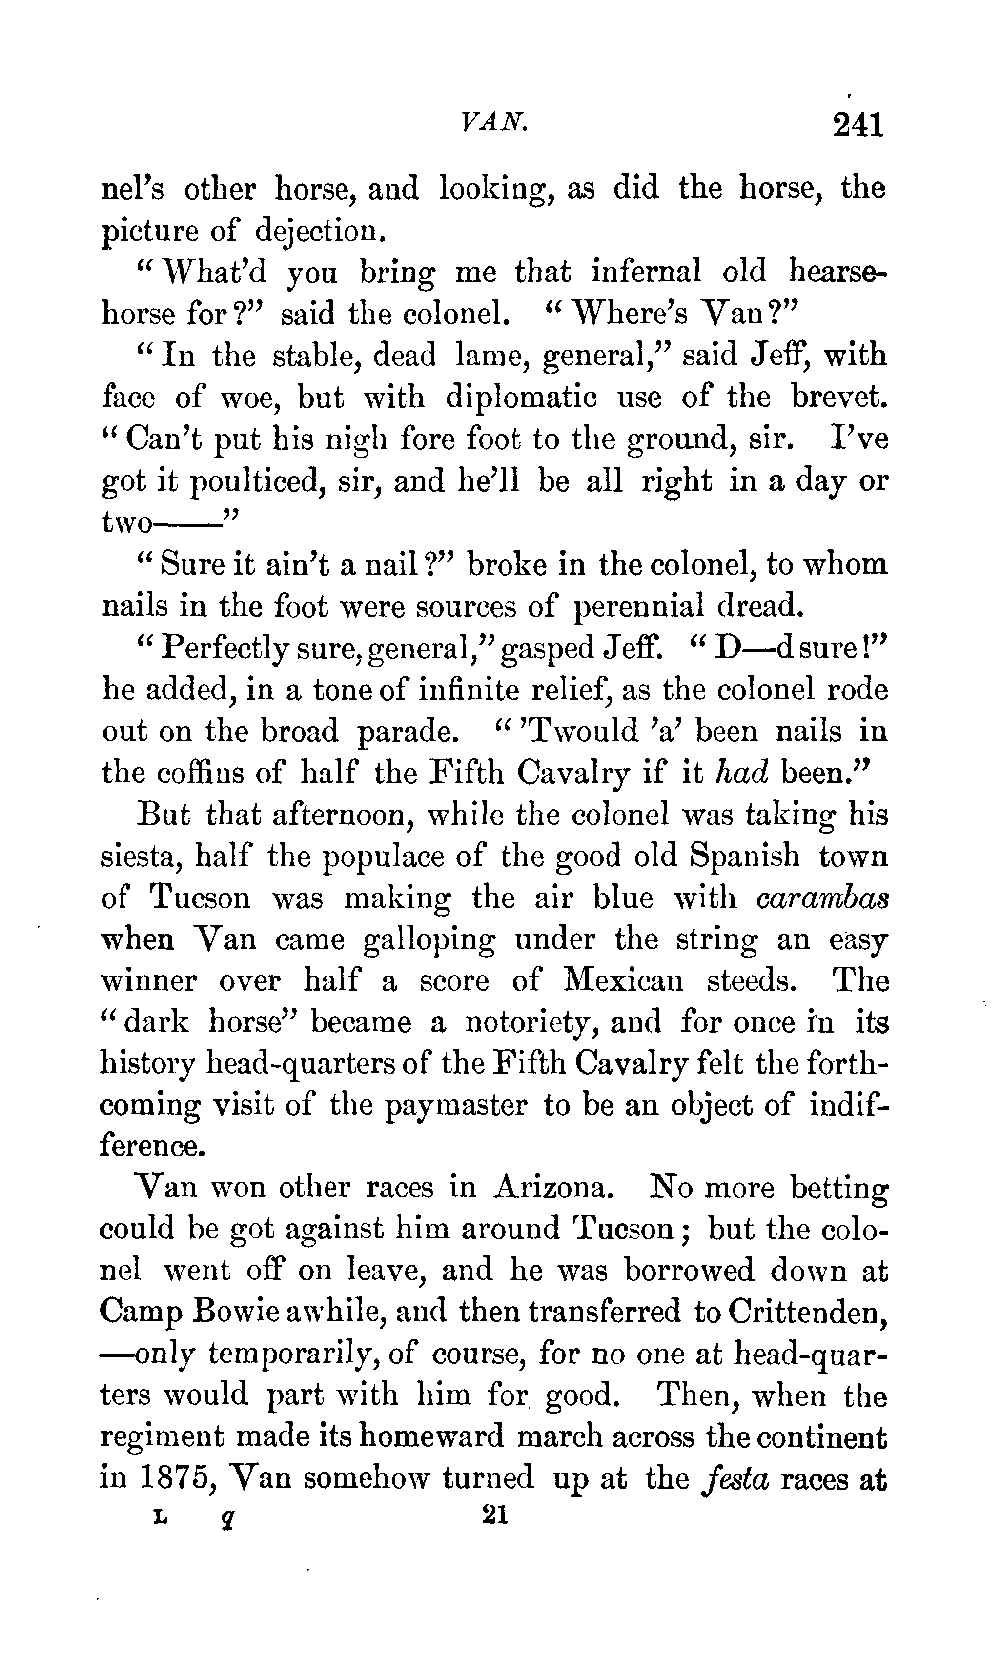 VAN. 241
nel's other horse, and looking, as did the horse, the
picture of dejection.
"What'd you bring me that infernal old hearse-
horse for?" said the colonel. "Where's Van?"
"In the stable, dead lame, general," said Jeff, with
face of woe, but with diplomatic use of the brevet.
"Can't put his nigh fore foot to the ground, sir. I've
got it poulticed, sir, and he'll be all right in a day or
two——"
"Sure it ain't a nail?" broke in the colonel, to whom
nails in the foot were sources of perennial dread.
"Perfectly sure, general," gasped Jeff. "D—d sure!"
he added, in a tone of infinite relief, as the colonel rode
out on the broad parade. "'Twould 'a' been nails in
the coffins of half the Fifth Cavalry if it had been."
But that afternoon, while the colonel was taking his
siesta, half the populace of the good old Spanish town
of Tucson was making the air blue with carambas
when Van came galloping under the string an easy
winner over half a score of Mexican steeds. The
"dark horse" became a notoriety, and for once in its
history head-quarters of the Fifth Cavalry felt the forth-
coming visit of the paymaster to be an object of indif-
ference.
Van won other races in Arizona. No more betting
could be got against him around Tucson; but the colo-
nel went off on leave, and he was borrowed down at
Camp Bowie awhile, and then transferred to Crittenden,
—only temporarily, of course, for no one at head-quar-
ters would part with him for good. Then, when the
regiment made its homeward march across the continent
in 1875, Van somehow turned up at the festa races at
L q 21